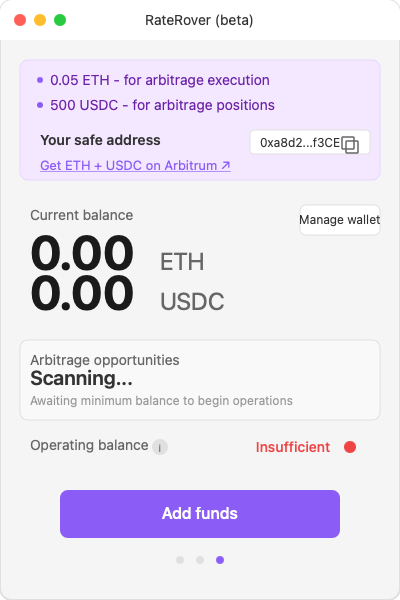 RateRover (beta)
0.05 ETH - for arbitrage execution
500 USDC - for arbitrage positions
Your safe address
0xa8d2...f3CE
Get ETH + USDC on Arbitrum ↗
Current balance
Manage wallet
0.00 ETH
0.00 USDC
Arbitrage opportunities
Scanning...
Awaiting minimum balance to begin operations
Operating balance i
Insufficient
Add funds